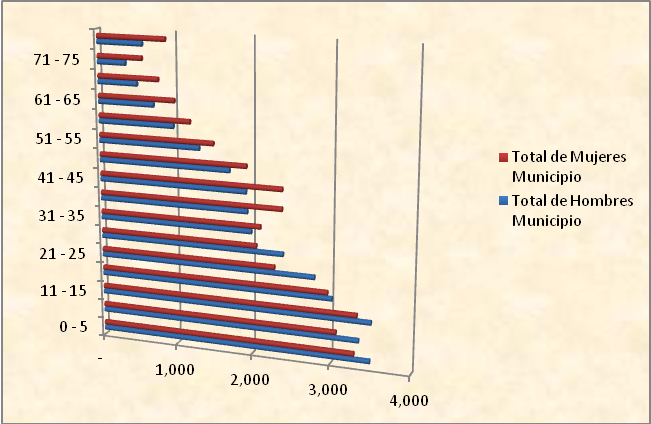 71 - 75
61 - 65
51 - 55
41 - 45
31 - 35
21 - 25
11 - 15
0 - 5
-
1,000
2,000
3,000
4,000
Total de Mujeres
Municipio
Total de Hombres
Municipio